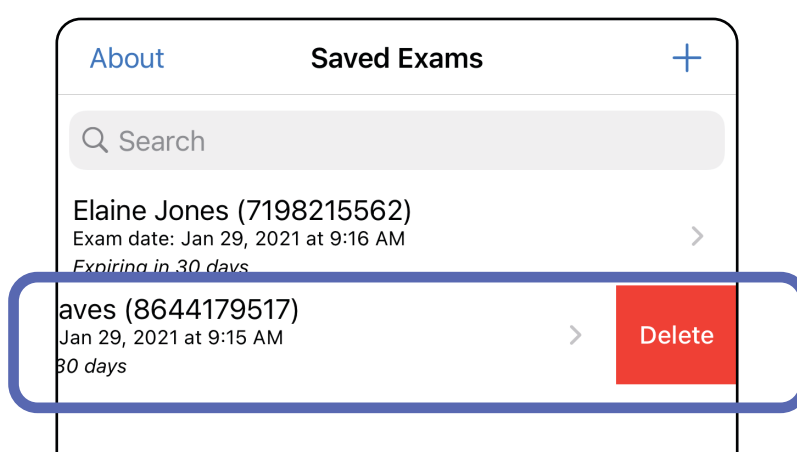 About
Saved Exams
Search
Elaine Jones (7198215562)
Exam date: Jan 29, 2021 at 9:16 AM
Expiring in 30 days
aves (8644179517)
Jan 29, 2021 at 9:15 AM
30 days
Delete